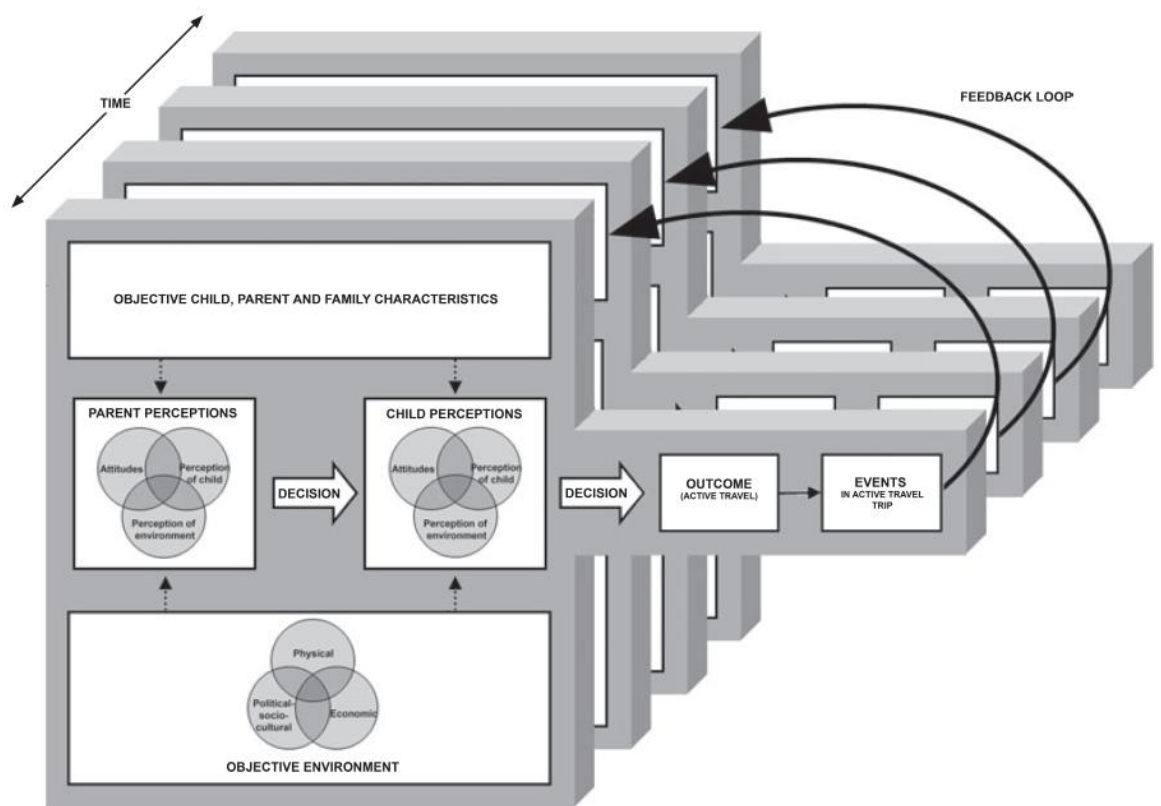 TIME
FEEDBACK LOOP
OBJECTIVE CHILD, PARENT AND FAMILY CHARACTERISTICS
PARENT PERCEPTIONS
Attitudes
Perception
of child
Perception of
environment
DECISION
CHILD PERCEPTIONS
Attitudes
Perception
of child
Perception of
environment
DECISION
OUTCOME
(ACTIVE TRAVEL)
EVENTS
IN ACTIVE TRAVEL
TRIP
Physical
Political-
socio-
cultural
Economic
OBJECTIVE ENVIRONMENT